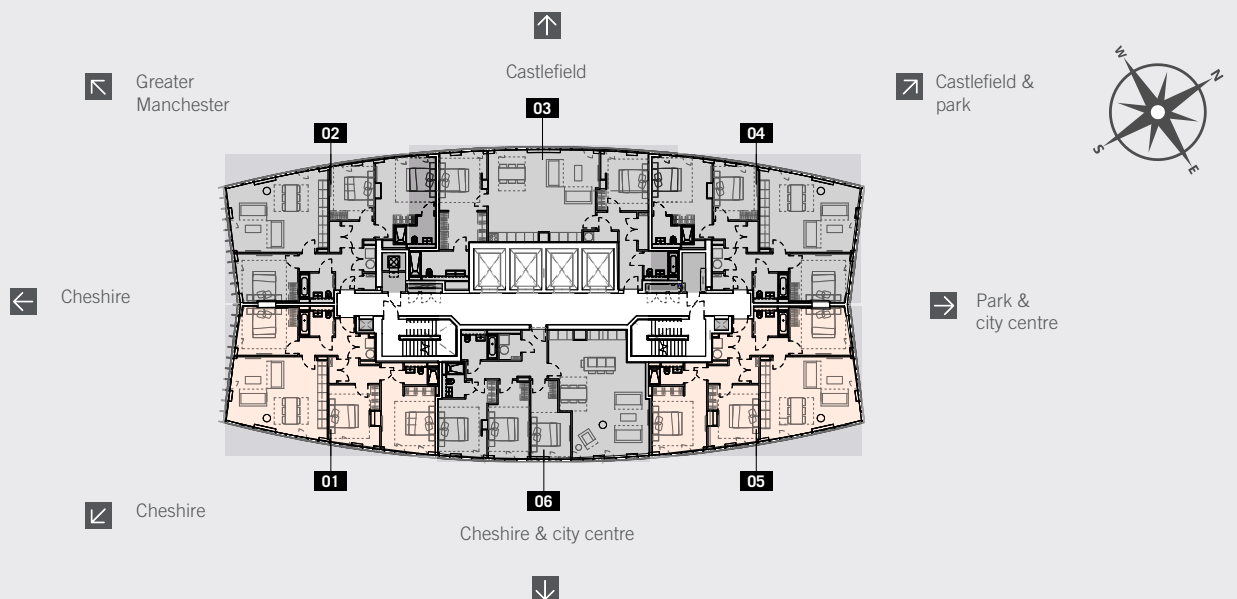 Castlefield
Greater
Manchester
Castlefield &
park
W
N
S
E
03
02
04
Cheshire
Park &
city centre
01
05
06
Cheshire
Cheshire & city centre